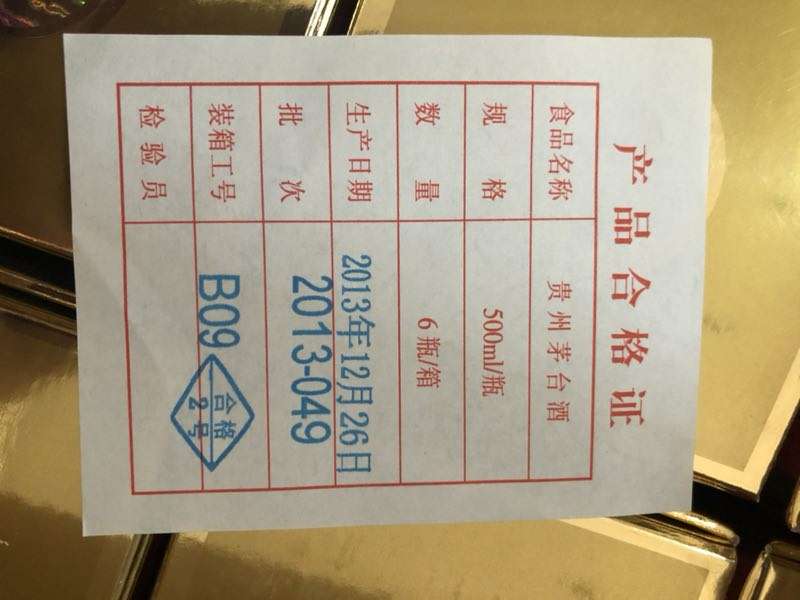 产品合格证
食品名称 贵州茅台酒
规格 500ml/瓶
数量 6瓶/箱
生产日期 2013年12月26日
批次 2013-049
装箱工号 B09
检验员
合格
2号